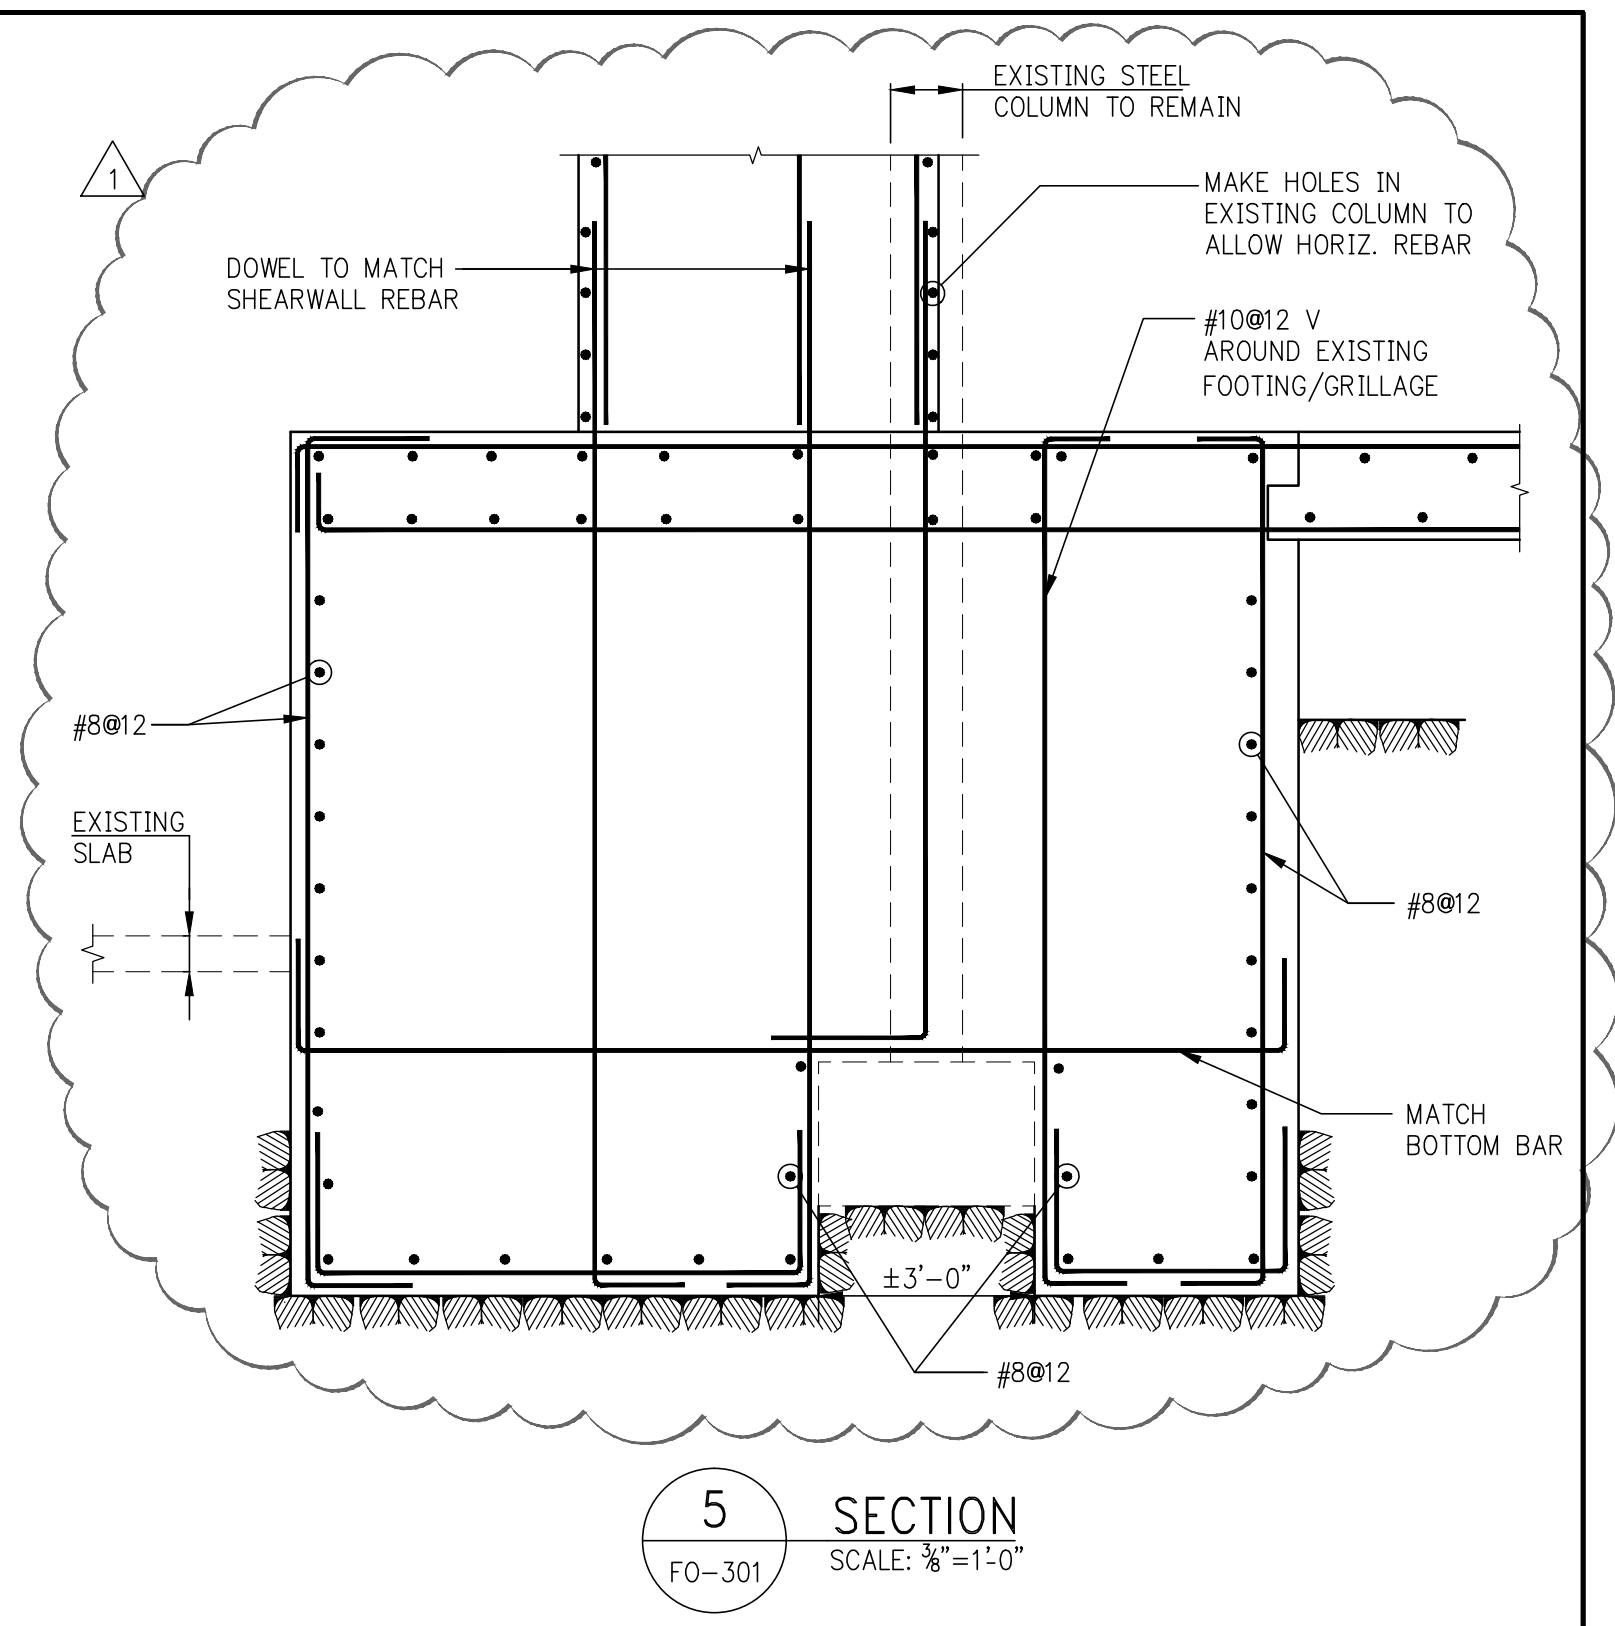 EXISTING STEEL
COLUMN TO REMAIN
1
MAKE HOLES IN
EXISTING COLUMN TO
ALLOW HORIZ. REBAR
DOWEL TO MATCH
SHEARWALL REBAR
#10@12 V
AROUND EXISTING
FOOTING/GRILLAGE
#8@12
EXISTING
SLAB
#8@12
MATCH
BOTTOM BAR
±3'-0"
#8@12
5
FO-301
SECTION
SCALE: 3/8"=1'-0"